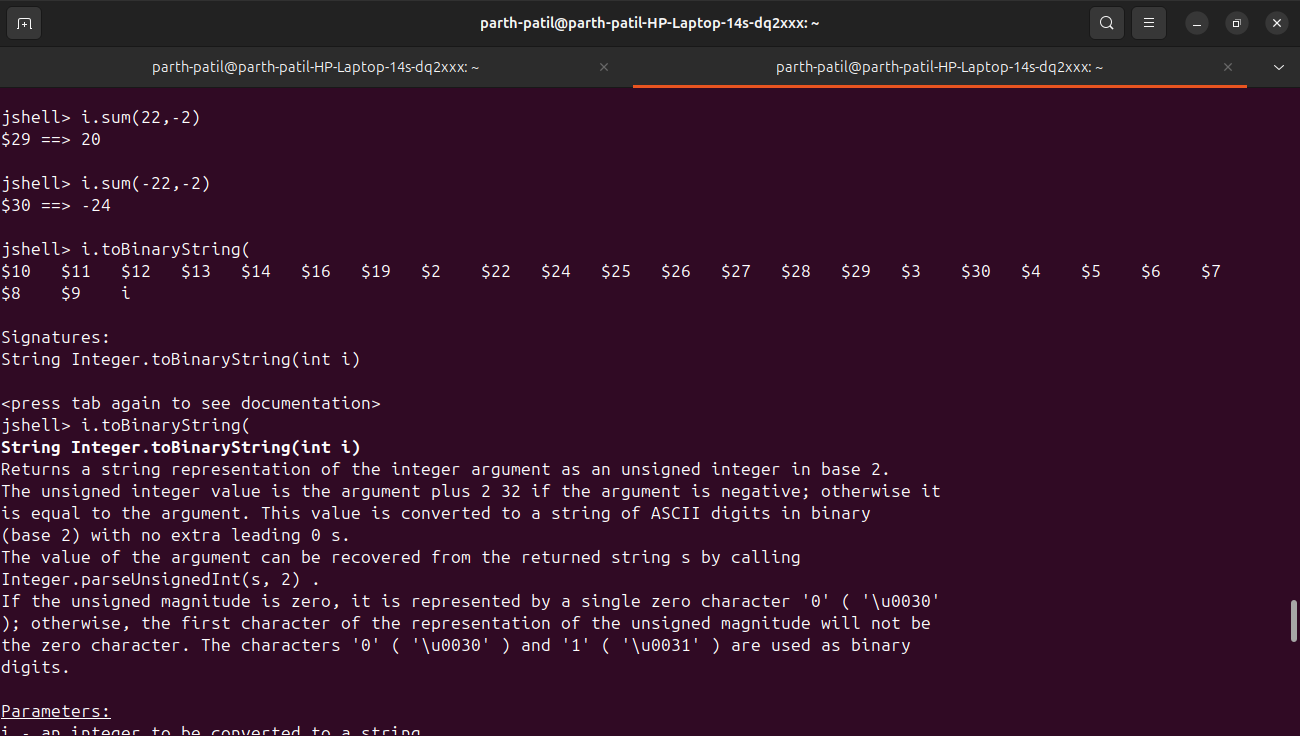 parth-patil@parth-patil-HP-Laptop-14s-dq2xxx: ~
parth-patil@parth-patil-HP-Laptop-14s-dq2xxx: ~
parth-patil@parth-patil-HP-Laptop-14s-dq2xxx: ~
jshell> i.sum(22,-2)
$29 ==> 20
jshell> i.sum(-22,-2)
$30 ==> -24
jshell> i.toBinaryString(
$10 $11 $12 $13 $14 $16 $19 $2 $22 $24 $25 $26 $27 $28 $29 $3 $30 $4 $5 $6 $7
$8 $9 i
Signatures:
String Integer.toBinaryString(int i)
<press tab again to see documentation>
jshell> i.toBinaryString(
String Integer.toBinaryString(int i)
Returns a string representation of the integer argument as an unsigned integer in base 2.
The unsigned integer value is the argument plus 2 32 if the argument is negative; otherwise it
is equal to the argument. This value is converted to a string of ASCII digits in binary
(base 2) with no extra leading 0 s.
The value of the argument can be recovered from the returned string s by calling
Integer.parseUnsignedInt(s, 2) .
If the unsigned magnitude is zero, it is represented by a single zero character '0' ( '\u0030'
); otherwise, the first character of the representation of the unsigned magnitude will not be
the zero character. The characters '0' ( '\u0030' ) and '1' ( '\u0031' ) are used as binary
digits.
Parameters:
i - an integer to be converted to a string.